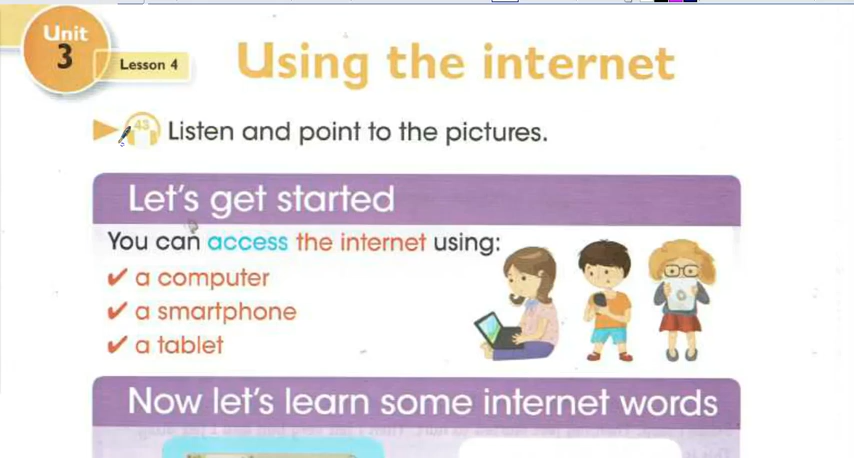 Unit
3
Lesson 4
Using the internet
43
Listen and point to the pictures.
Let's get started
You can access the internet using:
✔ a computer
✔ a smartphone
✔ a tablet
Now let's learn some internet words